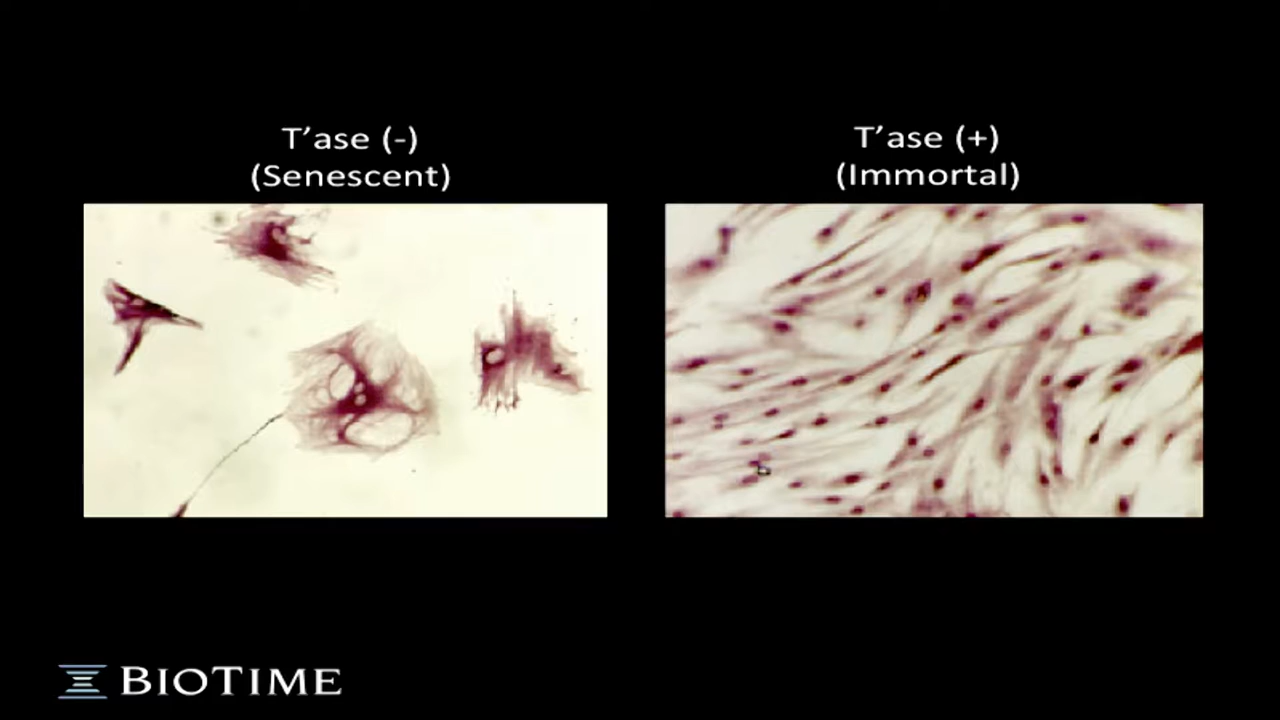 T'ase (-)
(Senescent)
T'ase (+)
(Immortal)
BIOTIME